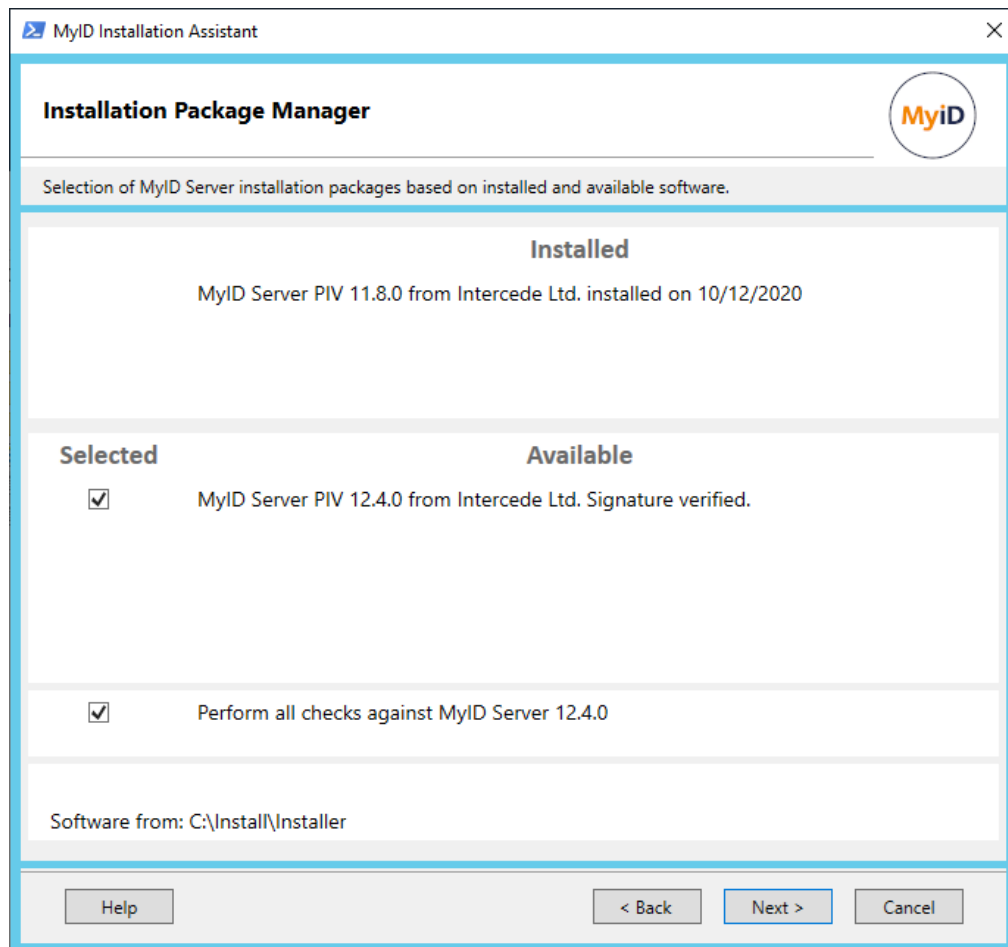 MyID Installation Assistant
Installation Package Manager
MyiD
Selection of MyID Server installation packages based on installed and available software.
Installed
MyID Server PIV 11.8.0 from Intercede Ltd. installed on 10/12/2020
Selected Available
MyID Server PIV 12.4.0 from Intercede Ltd. Signature verified.
Perform all checks against MyID Server 12.4.0
Software from: C:\Install\Installer
Help < Back Next > Cancel